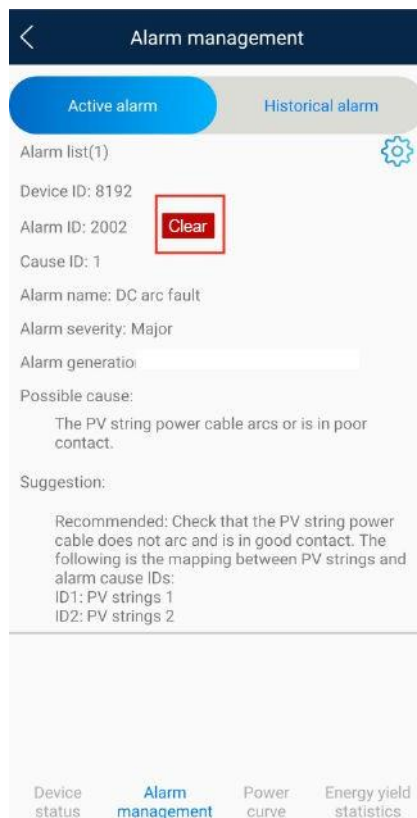 Alarm management
Active alarm
Historical alarm
Alarm list(1)
Device ID: 8192
Alarm ID: 2002
Clear
Cause ID: 1
Alarm name: DC arc fault
Alarm severity: Major
Alarm
Possible cause:
The PV string power cable arcs or is in poor
contact.
Suggestion:
Recommended: Check that the PV string power
cable does not arc and is in good contact. The
following is the mapping between PV strings and
alarm cause IDs:
ID1: PV strings 1
ID2: PV strings 2
Device
status
Alarm
management
Power
curve
Energy yield
statistics